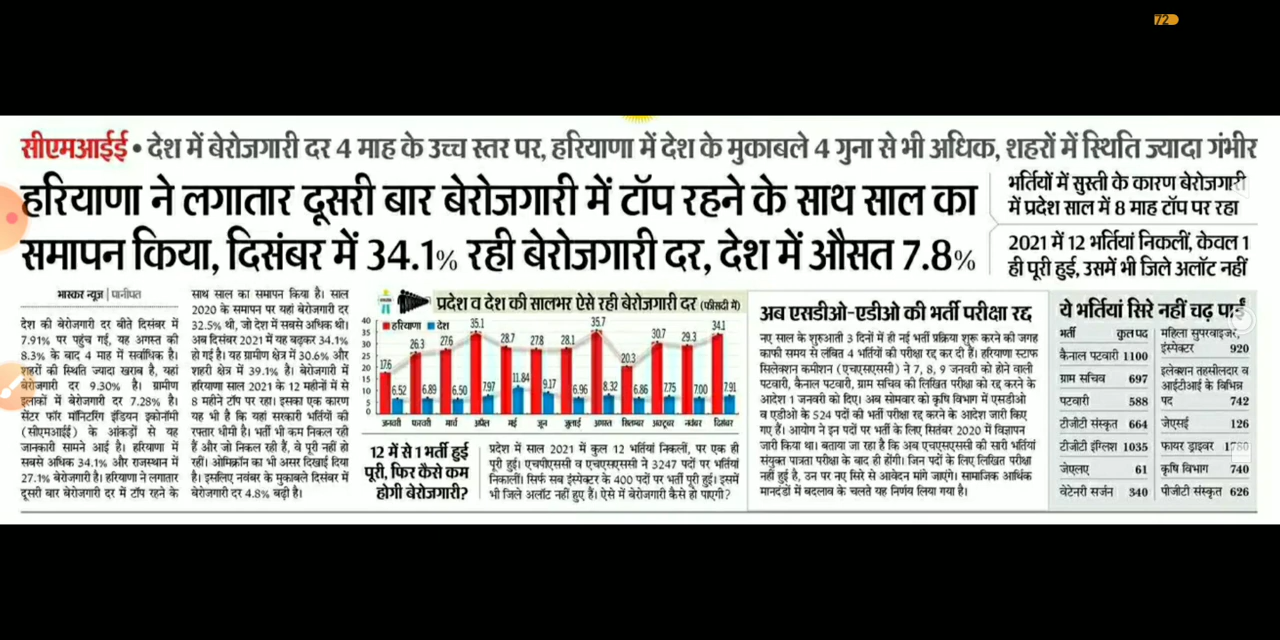 72
सीएमआईई • देश में बेरोजगारी दर 4 माह के उच्च स्तर पर, हरियाणा में देश के मुकाबले 4 गुना से भी अधिक, शहरों में स्थिति ज्यादा गंभीर
हरियाणा ने लगातार दूसरी बार बेरोजगारी में टॉप रहने के साथ साल का
समापन किया, दिसंबर में 34.1% रही बेरोजगारी दर, देश में औसत 7.8%
भर्तियों में सुस्ती के कारण बेरोजगारी
में प्रदेश साल में 8 माह टॉप पर रहा
2021 में 12 भर्तियां निकलीं, केवल 1
ही पूरी हुई, उसमें भी जिले अलॉट नहीं
भास्कर न्यूज | पानीपत
देश की बेरोजगारी दर बीते दिसंबर में
7.91% पर पहुंच गई, यह अगस्त की
8.3% के बाद 4 माह में सर्वाधिक है।
शहरों की स्थिति ज्यादा खराब है, यहां
बेरोजगारी दर 9.30% है। ग्रामीण
इलाकों में बेरोजगारी दर 7.28% है।
सेंटर फॉर मॉनिटरिंग इंडियन इकोनॉमी
(सीएमआईई) के आंकड़ों से यह
जानकारी सामने आई है। हरियाणा में
सबसे अधिक 34.1% और राजस्थान में
27.1% बेरोजगारी है। हरियाणा ने लगातार
दूसरी बार बेरोजगारी दर में टॉप रहने के
साथ साल का समापन किया है। साल
2020 के समापन पर यहां बेरोजगारी दर
32.5% थी, जो देश में सबसे अधिक थी।
अब दिसंबर 2021 में यह बढ़कर 34.1%
हो गई है। यह ग्रामीण क्षेत्र में 30.6% और
शहरी क्षेत्र में 39.1% है। बेरोजगारी में
हरियाणा साल 2021 के 12 महीनों में से
8 महीने टॉप पर रहा। इसका एक कारण
यह भी है कि यहां सरकारी भर्तियों की
रफ्तार धीमी है। भर्ती भी कम निकल रही
हैं और जो निकल रही हैं, वे पूरी नहीं हो
रहीं। ओमिक्रॉन का भी असर दिखाई दिया
है। इसलिए नवंबर के मुकाबले दिसंबर में
बेरोजगारी दर 4.8% बढ़ी है।
प्रदेश व देश की सालभर ऐसे रही बेरोजगारी दर (फीसदी में)
हरियाणा देश
40
35
30
25
20
15
10
5
0
17.6 26.3 27.6 35.1 28.7 27.8 28.1 35.7 20.3 30.7 29.3 34.1
6.52 6.89 6.50 7.97 11.84 9.17 6.96 8.32 6.86 7.75 7.00 7.91
जनवरी फरवरी मार्च अप्रैल मई जून जुलाई अगस्त सितम्बर अक्टूबर नवंबर दिसंबर
12 में से 1 भर्ती हुई
पूरी, फिर कैसे कम
होगी बेरोजगारी?
प्रदेश में साल 2021 में कुल 12 भर्तियां निकलीं, पर एक ही
पूरी हुई। एचपीएससी व एचएसएससी ने 3247 पदों पर भर्तियां
निकालीं। सिर्फ सब इंस्पेक्टर के 400 पदों पर भर्ती पूरी हुई। इसमें
भी जिले अलॉट नहीं हुए हैं। ऐसे में बेरोजगारी कैसे हो पाएगी?
अब एसडीओ-एडीओ की भर्ती परीक्षा रद्द
नए साल के शुरुआती 3 दिनों में ही नई भर्ती प्रक्रिया शुरू करने की जगह
काफी समय से लंबित 4 भर्तियों की परीक्षा रद्द कर दी हैं। हरियाणा स्टाफ
सिलेक्शन कमीशन (एचएसएससी) ने 7, 8, 9 जनवरी को होने वाली
पटवारी, कैनाल पटवारी, ग्राम सचिव की लिखित परीक्षा को रद्द करने के
आदेश 1 जनवरी को दिए। अब सोमवार को कृषि विभाग में एसडीओ
व एडीओ के 524 पदों की भर्ती परीक्षा रद्द करने के आदेश जारी किए
गए हैं। आयोग ने इन पदों पर भर्ती के लिए सितंबर 2020 में विज्ञापन
जारी किया था। बताया जा रहा है कि अब एचएसएससी की सारी भर्तियां
संयुक्त पात्रता परीक्षा के बाद ही होंगी। जिन पदों के लिए लिखित परीक्षा
नहीं हुई है, उन पर नए सिरे से आवेदन मांगे जाएंगे। सामाजिक आर्थिक
मानदंडों में बदलाव के चलते यह निर्णय लिया गया है।
ये भर्तियां सिरे नहीं चढ़ पाईं
भर्ती कुल पद
कैनाल पटवारी 1100
ग्राम सचिव 697
पटवारी 588
टीजीटी संस्कृत 664
टीजीटी इंग्लिश 1035
जेएलए 61
वेटेनरी सर्जन 340
महिला सुपरवाइजर,
इंस्पेक्टर 920
इलेक्शन तहसीलदार व
आईटीआई के विभिन्न
पद 742
जेएसई 126
फायर ड्राइवर
कृषि विभाग 740
पीजीटी संस्कृत 626